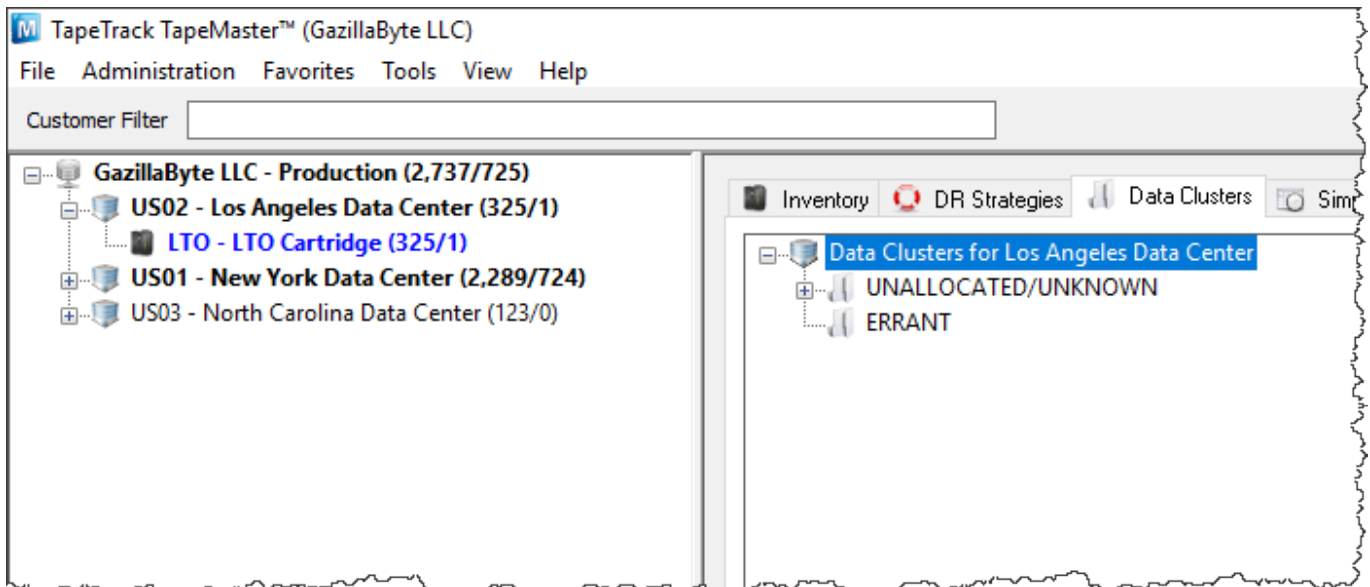 TapeTrack TapeMaster™ (GazillaByte LLC)
File Administration Favorites Tools View Help
Customer Filter
GazillaByte LLC - Production (2,737/725)
US02 - Los Angeles Data Center (325/1)
LTO - LTO Cartridge (325/1)
US01 - New York Data Center (2,289/724)
US03 - North Carolina Data Center (123/0)
Inventory DR Strategies Data Clusters
Data Clusters for Los Angeles Data Center
UNALLOCATED/UNKNOWN
ERRANT